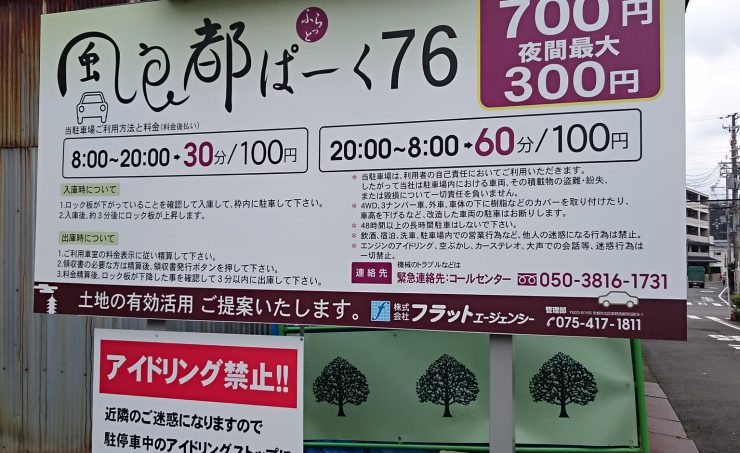 ふらっと
風良都ぱーく76
700円
夜間最大
300円
当駐車場ご利用方法と料金(料金後払い)
8:00~20:00→30分/100円
20:00~8:00→60分/100円
入庫時について
1.ロック板が下がっていることを確認して入庫して、枠内に駐車して下さい。
2.入庫後、約3分後にロック板が上昇します。
出庫時について
1.ご利用車室の料金表示に従い精算して下さい。
2.領収書の必要な方は精算後、領収書発行ボタンを押して下さい。
3.料金精算後、ロック板が下降した事を確認して3分以内に出庫して下さい。
* 当駐車場は、利用者の自己責任においてご利用いただきます。
したがって当社は駐車場内における車両、その積載物の盗難・紛失、
または毀損について一切責任を負いません。
* 4WD、3ナンバー車、外車、車体の下に樹脂などのカバーを取り付けたり、
車高を下げるなど、改造した車両の駐車はお断りします。
* 48時間以上の長時間駐車はしないで下さい。
* 飲酒、宿泊、洗車、駐車場内での営業行為など、他人の迷惑になる行為は禁止。
* エンジンのアイドリング、空ぶかし、カーステレオ、大声での会話等、迷惑行為は
一切禁止。
連絡先
機械のトラブルなどは
緊急連絡先・コールセンター 050-3816-1731
土地の有効活用 ご提案いたします。
株式会社 フラットエージェンシー
管理部
075-417-1811
アイドリング禁止!!
近隣のご迷惑になりますので
駐停車中のアイドリングストップに